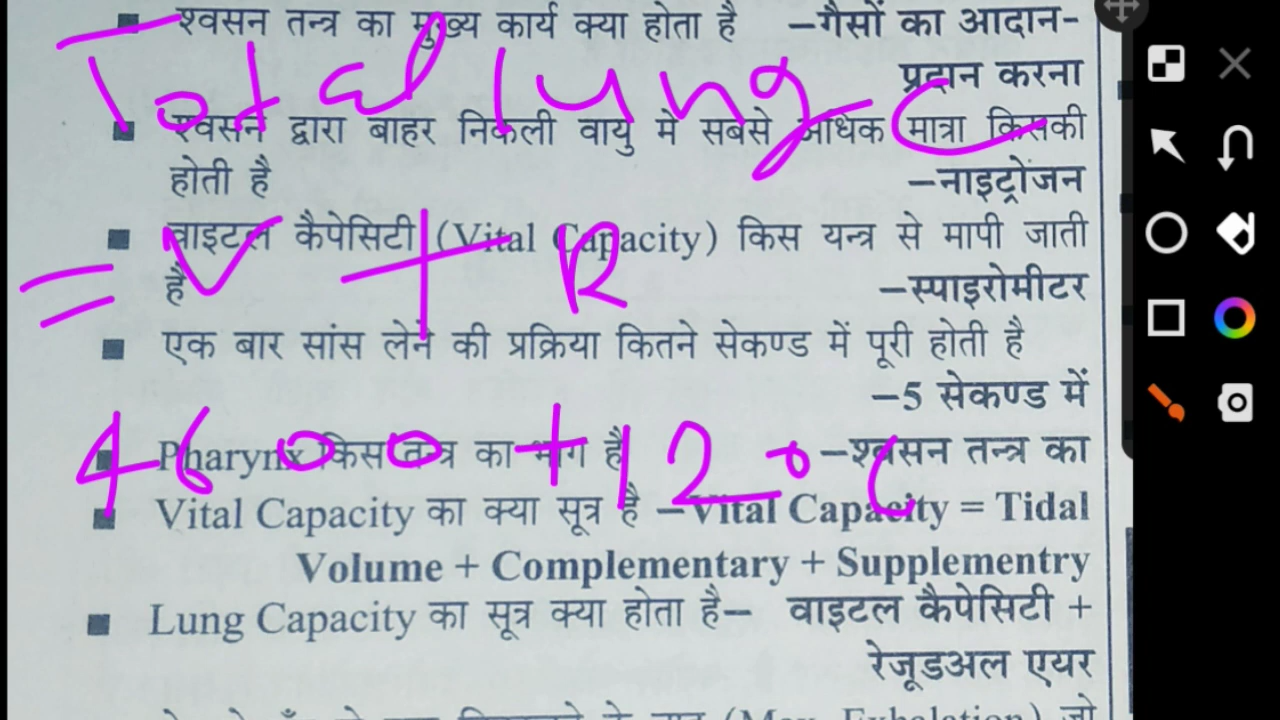 श्वसन तन्त्र का मुख्य कार्य क्या होता है –गैसों का आदान-
प्रदान करना
Total lung C
श्वसन द्वारा बाहर निकली वायु में सबसे अधिक मात्रा किसकी
होती है –नाइट्रोजन
वाइटल कैपेसिटी (Vital Capacity) किस यन्त्र से मापी जाती
है –स्पाइरोमीटर
= V + R
एक बार सांस लेने की प्रक्रिया कितने सेकण्ड में पूरी होती है
–5 सेकण्ड में
4600 + 120
Pharynx किस तन्त्र का भाग है –श्वसन तन्त्र का
Vital Capacity का क्या सूत्र है –Vital Capacity = Tidal
Volume + Complementary + Supplementry
Lung Capacity का सूत्र क्या होता है– वाइटल कैपेसिटी +
रेजूडअल एयर